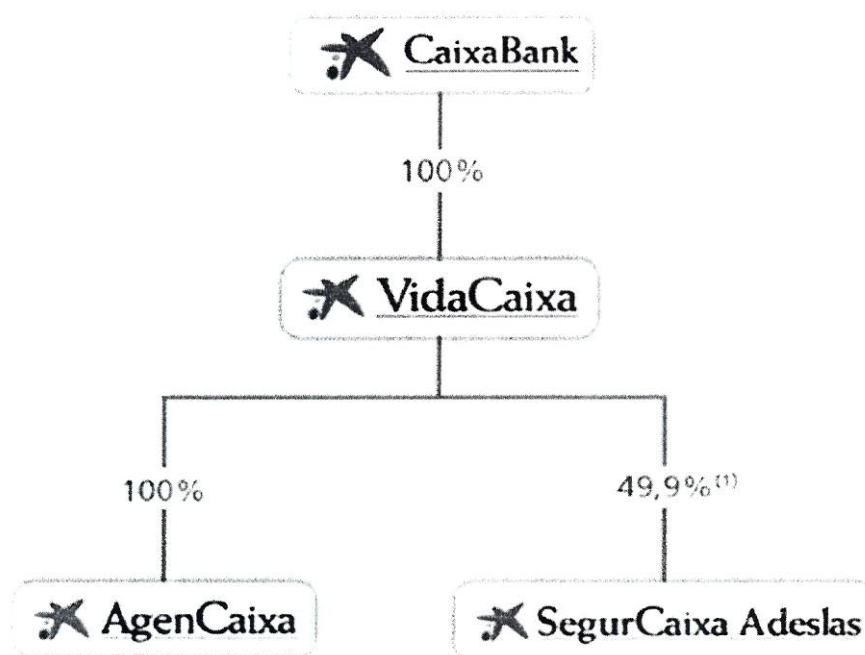 CaixaBank
100%
VidaCaixa
100%
49,9% (1)
AgenCaixa
SegurCaixa Adeslas